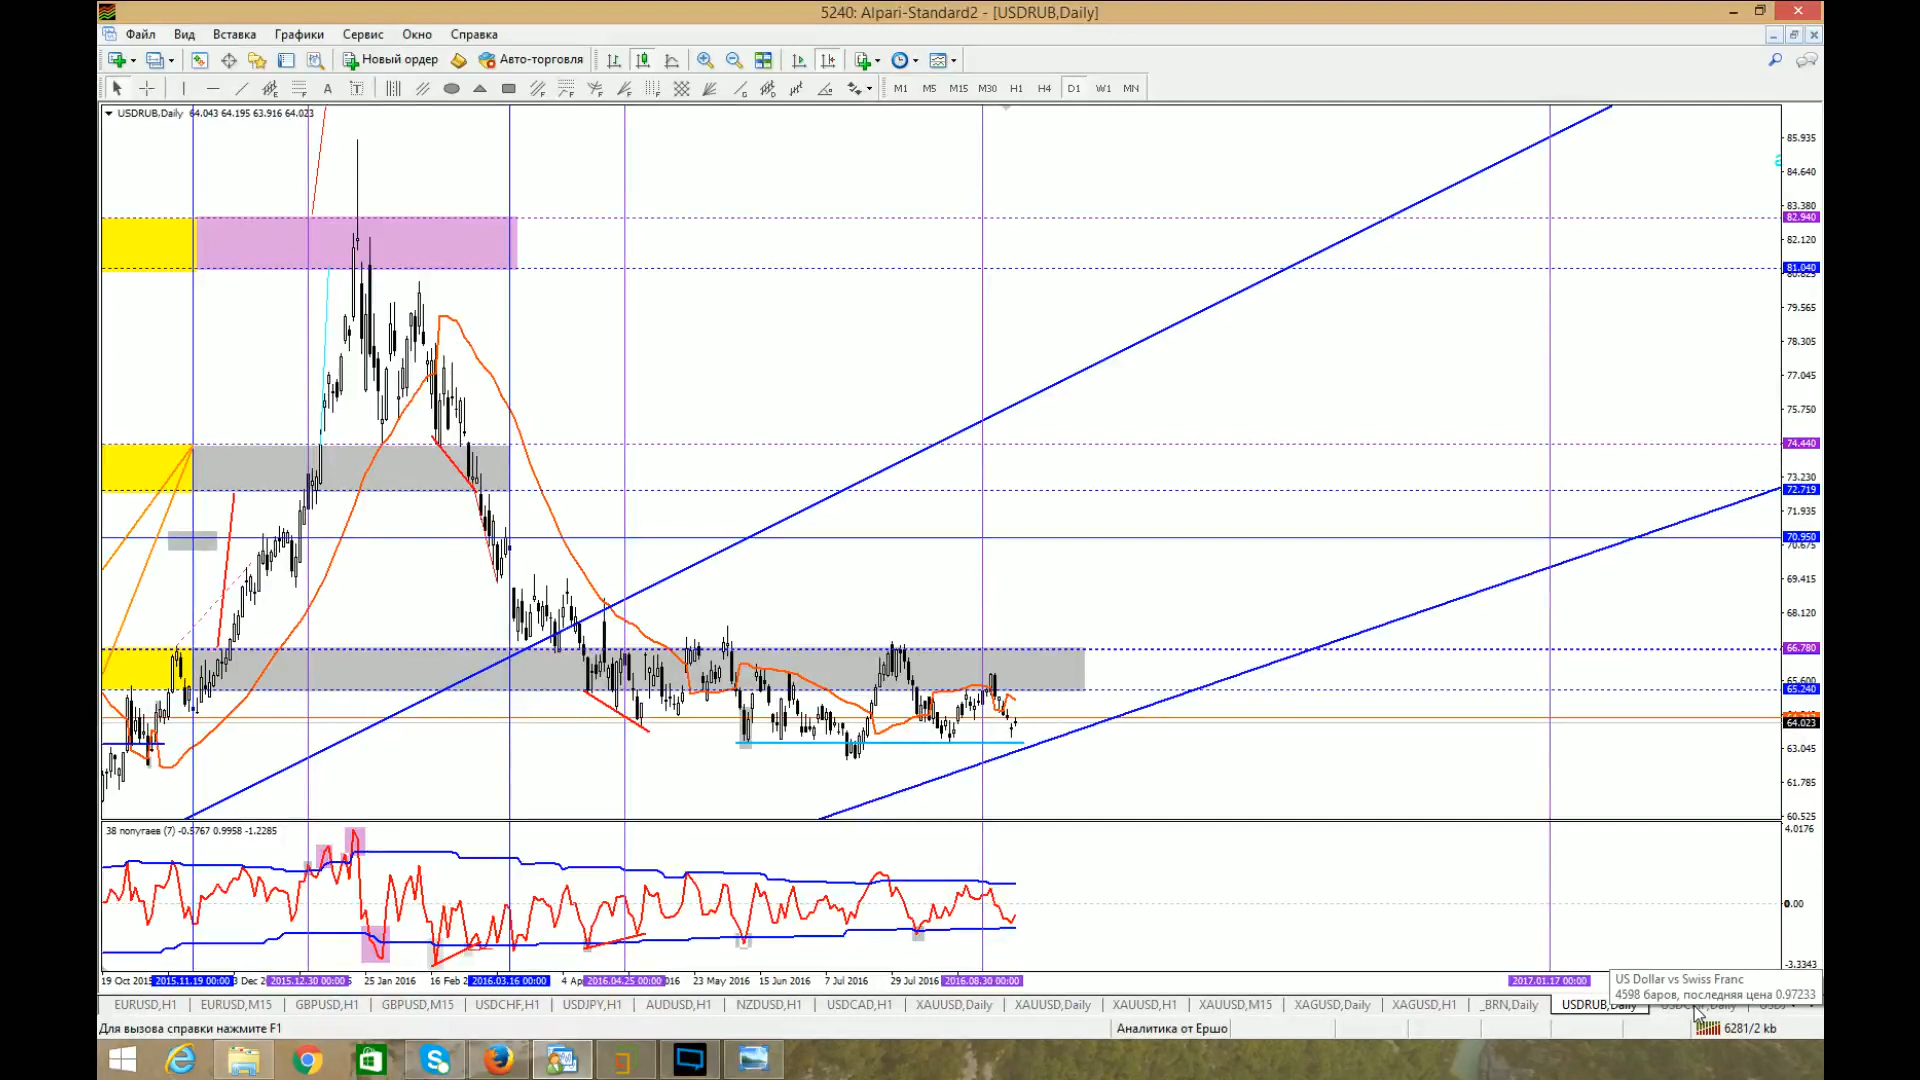 5240: Alpari-Standard2 - [USDRUB,Daily]
Файл Вид Вставка Графики Сервис Окно Справка
Новый ордер Авто-торговля
A T M1 M5 M15 M30 H1 H4 D1 W1 MN
USDRUB,Daily 64.043 64.195 63.916 64.023
85.935
84.640
83.380
82.940
82.120
81.040
79.565
78.305
77.045
75.750
74.440
73.230
72.719
71.935
70.950
70.675
69.415
68.120
66.780
65.600
65.240
64.023
63.045
61.785
60.525
38 попугаев (7) -0.5767 0.9958 -1.2285
4.0176
0.00
-3.3343
19 Oct 2015 2015.11.19 00:00 3 Dec 2015.12.30 00:00 25 Jan 2016 16 Feb 2016.03.16 00:00 4 Ap 2016.04.25 00:00 016 23 May 2016 15 Jun 2016 7 Jul 2016 29 Jul 2016 2016.08.30 00:00 2017.01.17 00:00
US Dollar vs Swiss Franc
4598 баров, последняя цена 0.97233
EURUSD,H1 EURUSD,M15 GBPUSD,H1 GBPUSD,M15 USDCHF,H1 USDJPY,H1 AUDUSD,H1 NZDUSD,H1 USDCAD,H1 XAUUSD,Daily XAUUSD,Daily XAUUSD,H1 XAUUSD,M15 XAGUSD,Daily XAGUSD,H1 _BRN,Daily USDRUB,Daily
Для вызова справки нажмите F1
Аналитика от Ершо
6281/2 kb